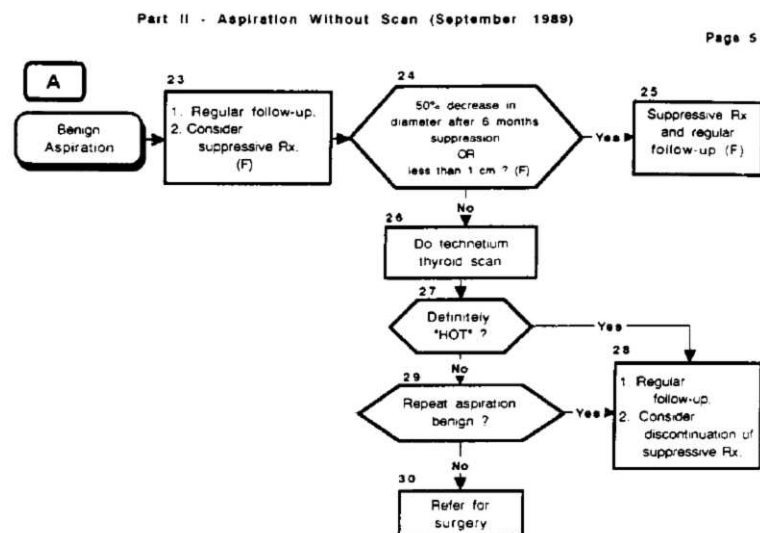 Part II - Aspiration Without Scan (September 1989)
Page 5
A
Benign
Aspiration
23
1. Regular follow-up.
2. Consider
suppressive Rx.
(F)
24
50% decrease in
diameter after 6 months
suppression
OR
less than 1 cm ? (F)
Yes
25
Suppressive Rx
and regular
follow-up (F)
No
26
Do technetium
thyroid scan
27
Definitely
"HOT" ?
Yes
28
1. Regular
follow-up.
2. Consider
discontinuation of
suppressive Rx.
No
29
Repeat aspiration
benign ?
Yes
No
30
Refer for
surgery